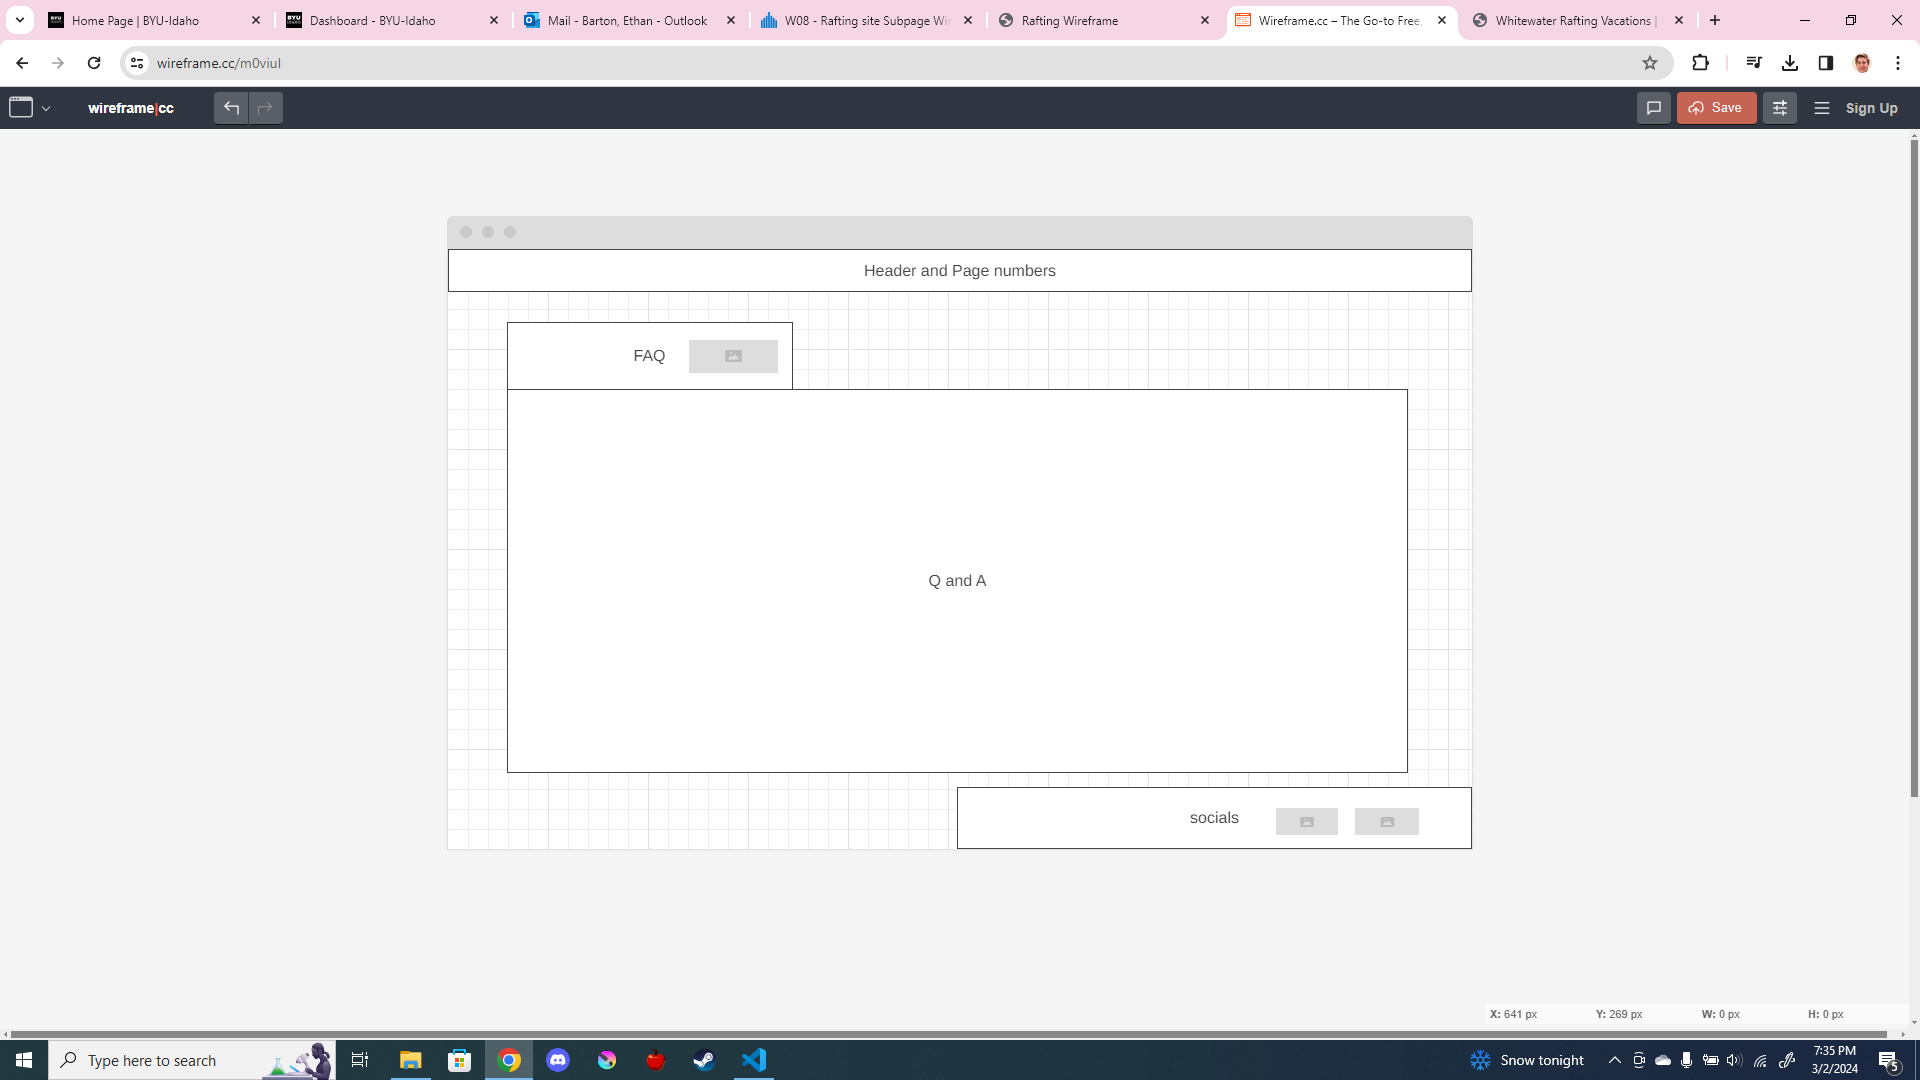 Home Page | BYU-Idaho
Dashboard - BYU-Idaho
Mail - Barton, Ethan - Outlook
W08 - Rafting site Subpage Wir
Rafting Wireframe
Wireframe.cc – The Go-to Free,
Whitewater Rafting Vacations |
wireframe.cc/m0viul
wireframe|cc
Save
Sign Up
Header and Page numbers
FAQ
Q and A
socials
X: 641 px
Y: 269 px
W: 0 px
H: 0 px
Type here to search
Snow tonight
7:35 PM
3/2/2024
5